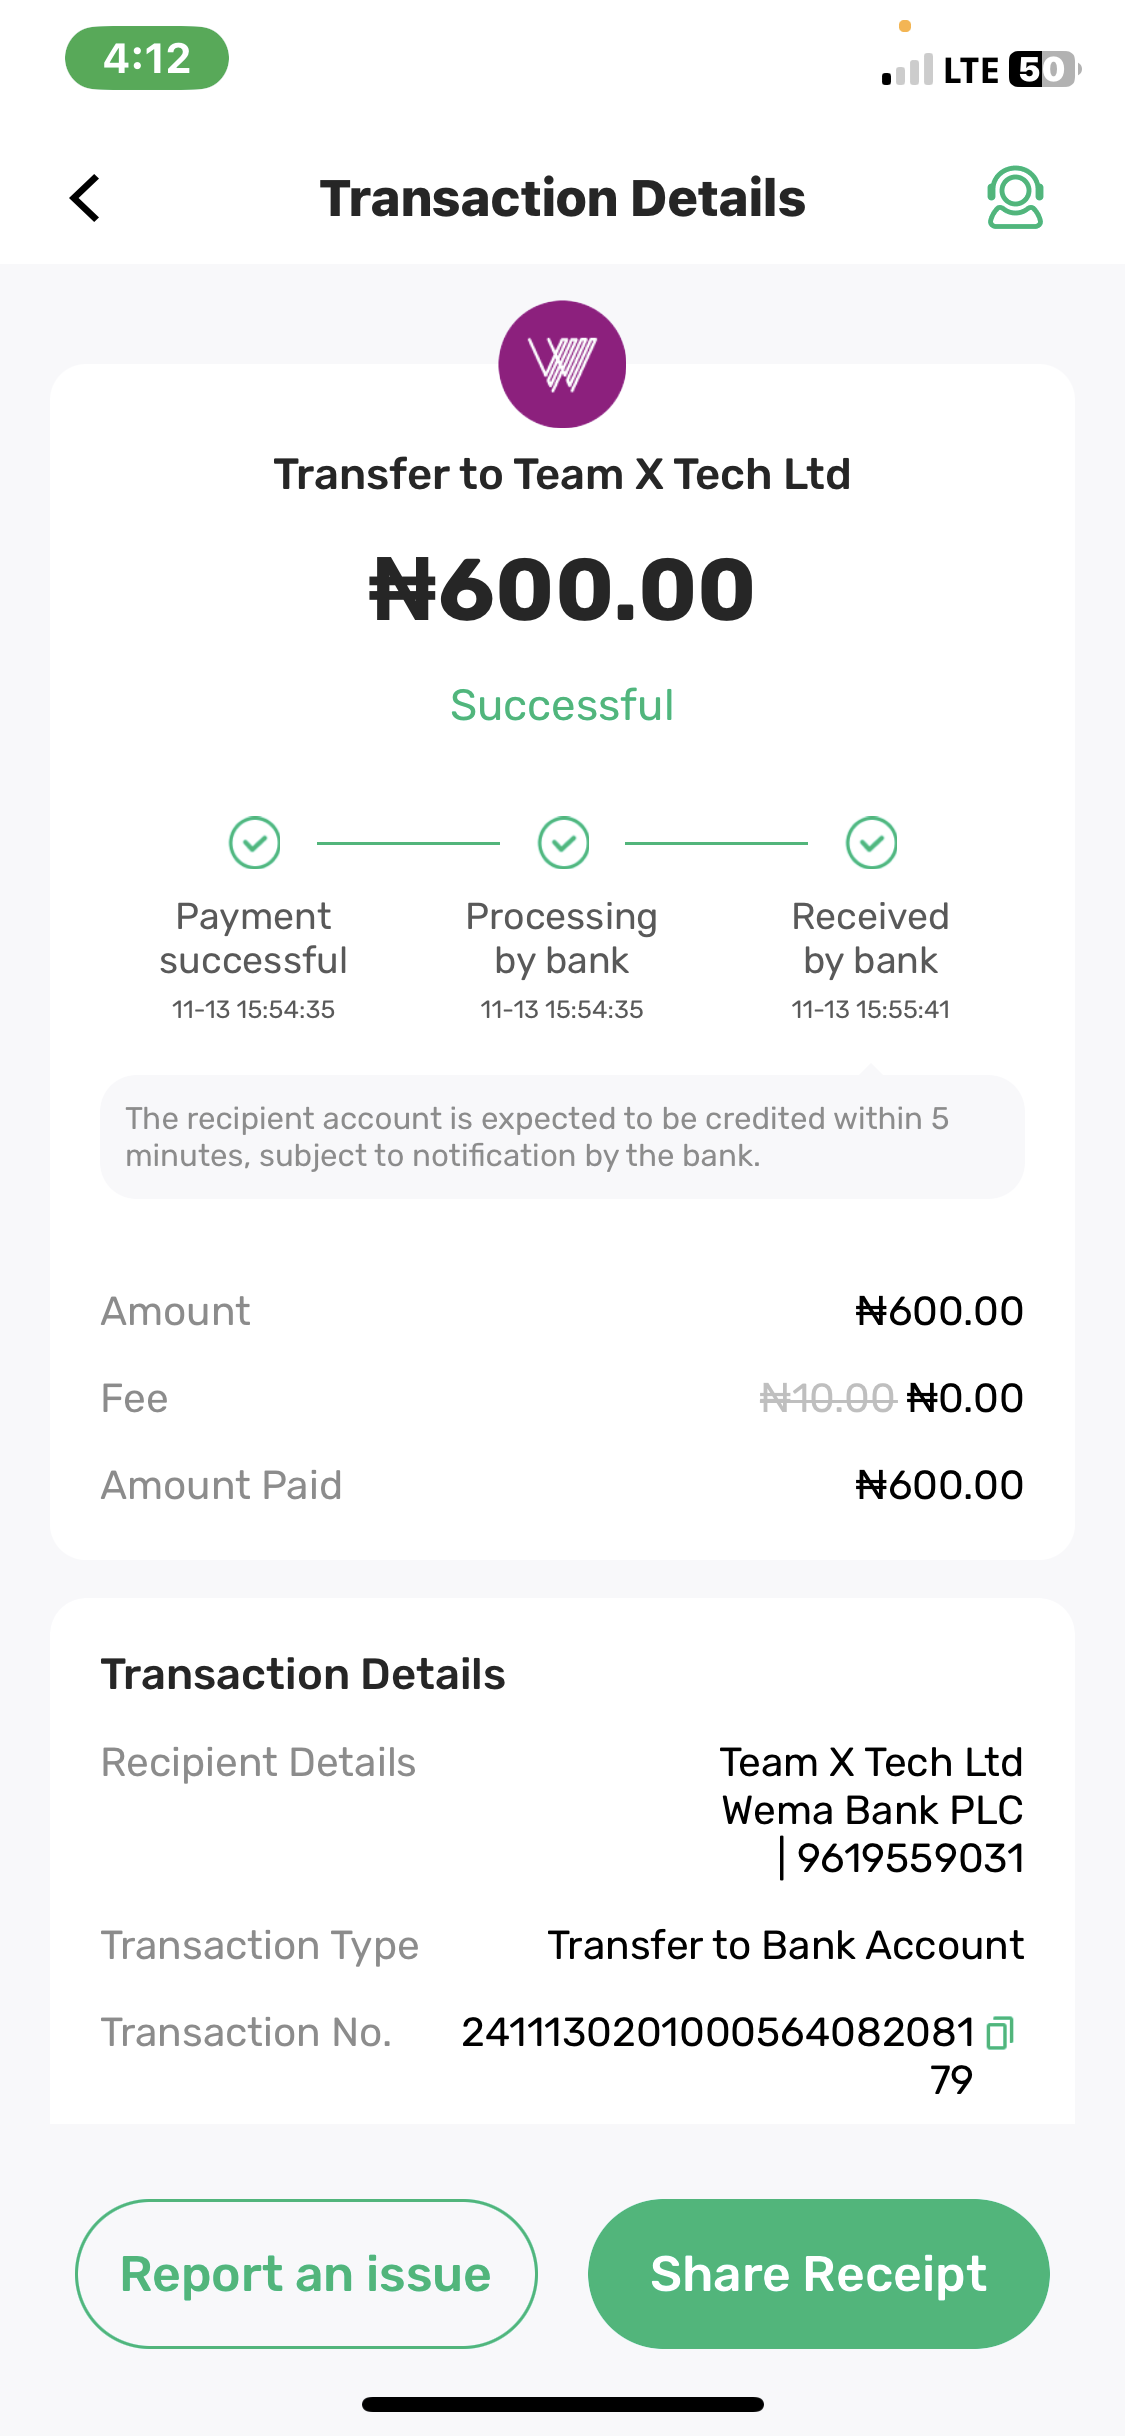 4:12
LTE 50
Transaction Details
Transfer to Team X Tech Ltd
₦600.00
Successful
Payment successful
11-13 15:54:35
Processing by bank
11-13 15:54:35
Received by bank
11-13 15:55:41
The recipient account is expected to be credited within 5
minutes, subject to notification by the bank.
Amount ₦600.00
Fee ₦10.00 ₦0.00
Amount Paid ₦600.00
Transaction Details
Recipient Details Team X Tech Ltd
Wema Bank PLC
| 9619559031
Transaction Type Transfer to Bank Account
Transaction No. 2411130201000564082081
79
Report an issue
Share Receipt